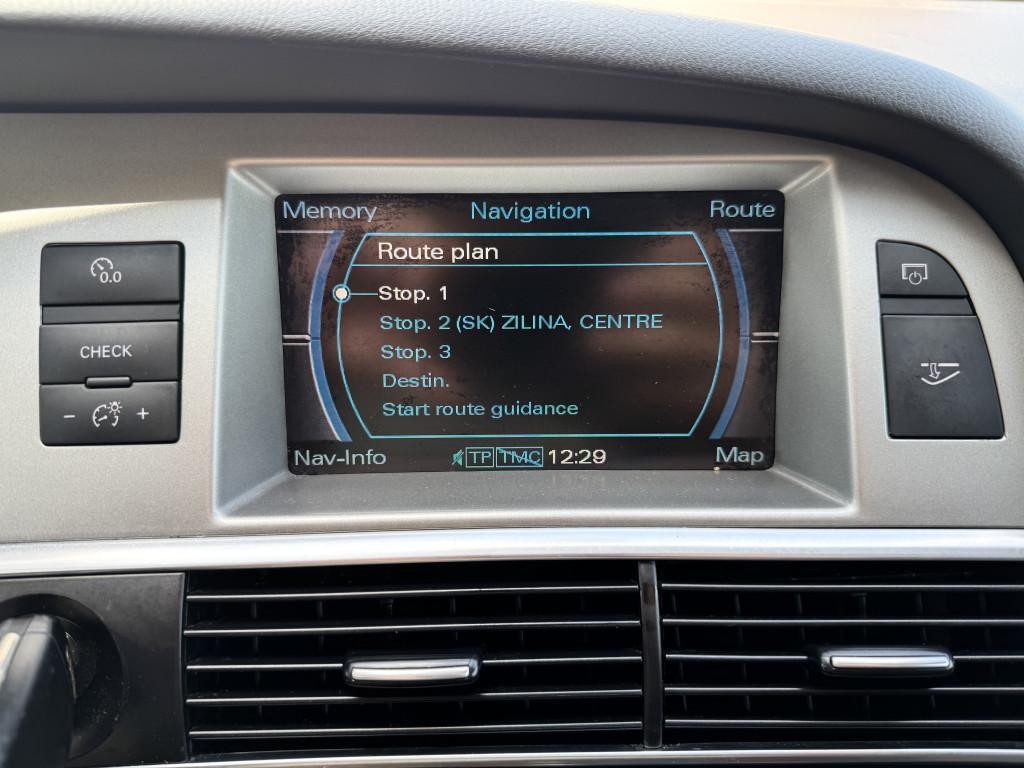 Memory Navigation Route
Route plan
Stop. 1
Stop. 2 (SK) ZILINA, CENTRE
Stop. 3
Destin.
Start route guidance
Nav-Info TP TMC 12:29 Map
0.0
CHECK
- +